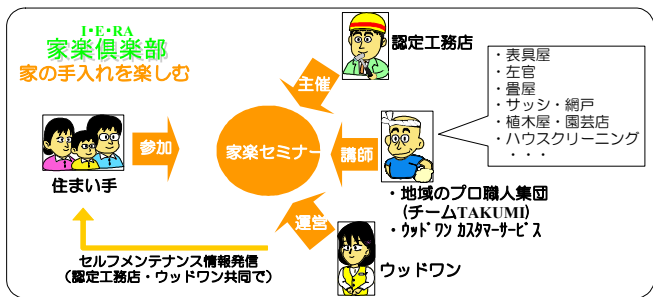 I・E・RA
家楽倶楽部
家の手入れを楽しむ
認定工務店
主催
・表具屋
・左官
・畳屋
・サッシ・網戸
・植木屋・園芸店
・ハウスクリーニング
・・・
参加
家楽セミナー
講師
住まい手
・地域のプロ職人集団
(チームTAKUMI)
・ウッドワン カスタマーサービス
運営
セルフメンテナンス情報発信
(認定工務店・ウッドワン共同で)
ウッドワン